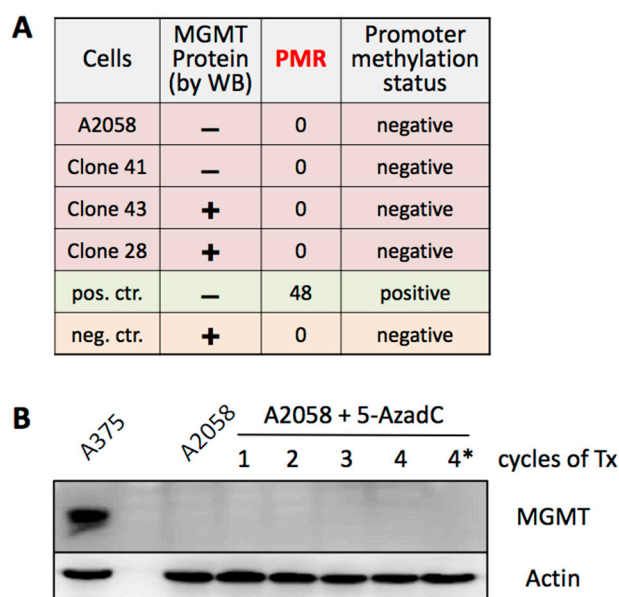 A
Cells MGMT Protein (by WB) PMR Promoter methylation status
A2058 – 0 negative
Clone 41 – 0 negative
Clone 43 + 0 negative
Clone 28 + 0 negative
pos. ctr. – 48 positive
neg. ctr. + 0 negative
B
A375 A2058 A2058 + 5-AzadC
1 2 3 4 4* cycles of Tx
MGMT
Actin